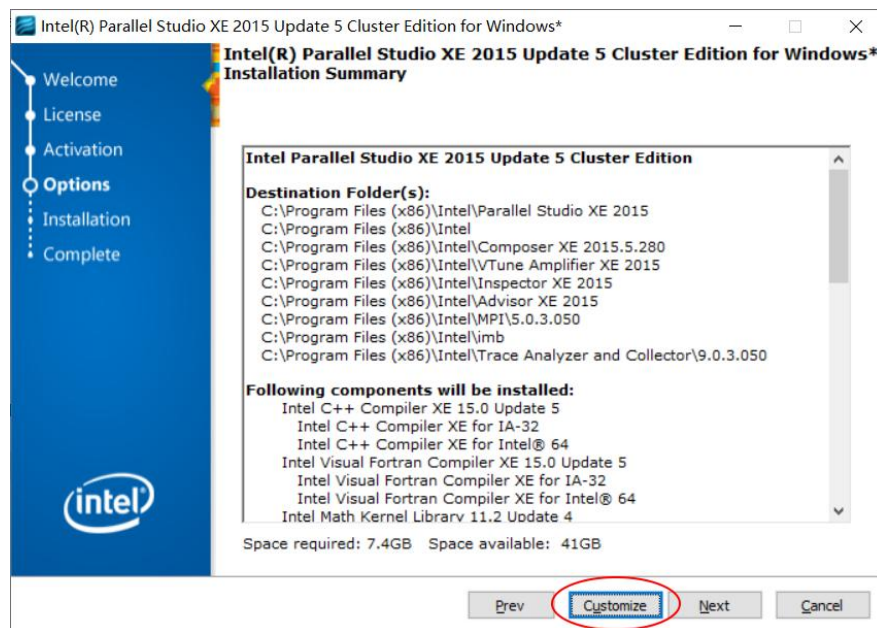 Intel(R) Parallel Studio XE 2015 Update 5 Cluster Edition for Windows*
Welcome
License
Activation
Options
Installation
Complete
intel
Intel(R) Parallel Studio XE 2015 Update 5 Cluster Edition for Windows*
Installation Summary
Intel Parallel Studio XE 2015 Update 5 Cluster Edition
Destination Folder(s):
C:\Program Files (x86)\Intel\Parallel Studio XE 2015
C:\Program Files (x86)\Intel
C:\Program Files (x86)\Intel\Composer XE 2015.5.280
C:\Program Files (x86)\Intel\VTune Amplifier XE 2015
C:\Program Files (x86)\Intel\Inspector XE 2015
C:\Program Files (x86)\Intel\Advisor XE 2015
C:\Program Files (x86)\Intel\MPI\5.0.3.050
C:\Program Files (x86)\Intel\imb
C:\Program Files (x86)\Intel\Trace Analyzer and Collector\9.0.3.050
Following components will be installed:
Intel C++ Compiler XE 15.0 Update 5
Intel C++ Compiler XE for IA-32
Intel C++ Compiler XE for Intel® 64
Intel Visual Fortran Compiler XE 15.0 Update 5
Intel Visual Fortran Compiler XE for IA-32
Intel Visual Fortran Compiler XE for Intel® 64
Intel Math Kernel Library 11.2 Update 4
Space required: 7.4GB Space available: 41GB
Prev Customize Next Cancel